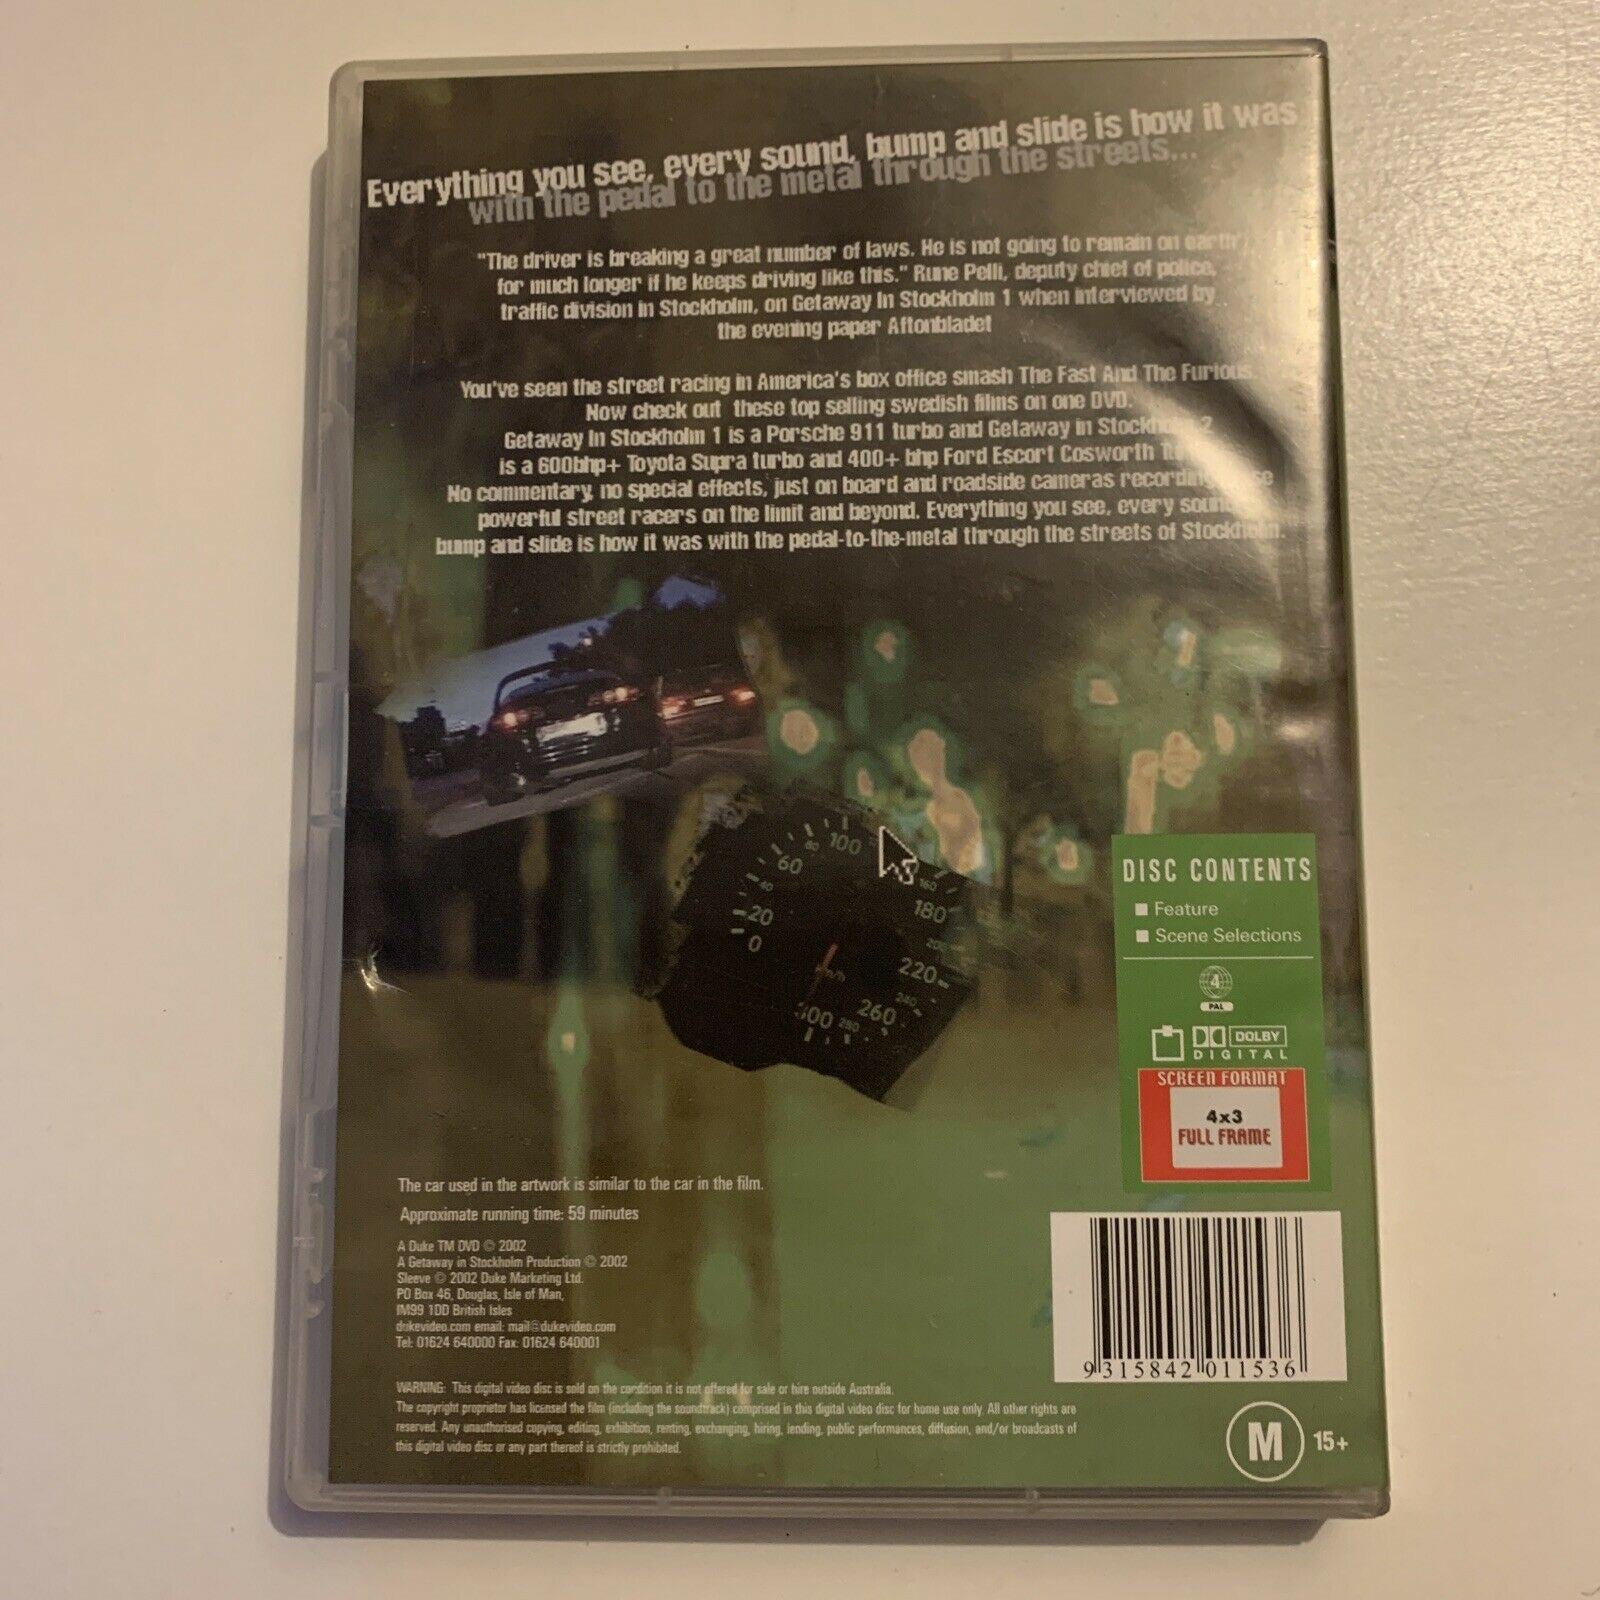 Everything you see, every sound, bump and slide is how it was
with the pedal to the metal through the streets...
"The driver is breaking a great number of laws. He is not going to remain on earth
for much longer if he keeps driving like this." Rune Pelli, deputy chief of police,
traffic division in Stockholm, on Getaway In Stockholm 1 when interviewed by
the evening paper Aftonbladet
You've seen the street racing in America's box office smash The Fast And The Furious.
Now check out these top selling swedish films on one DVD.
Getaway In Stockholm 1 is a Porsche 911 turbo and Getaway in Stockholm 2
is a 600bhp+ Toyota Supra turbo and 400+ bhp Ford Escort Cosworth
No commentary, no special effects, just on board and roadside cameras recording
powerful street racers on the limit and beyond. Everything you see, every sound
bump and slide is how it was with the pedal-to-the-metal through the streets of Stockholm.
0 20 40 60 80 100 160 180 200 220 240 260 280 300
km/h
DISC CONTENTS
Feature
Scene Selections
4
PAL
DOLBY
DIGITAL
SCREEN FORMAT
4x3
FULL FRAME
The car used in the artwork is similar to the car in the film.
Approximate running time: 59 minutes
A Duke TM DVD © 2002
A Getaway in Stockholm Production © 2002
Sleeve © 2002 Duke Marketing Ltd.
PO Box 46, Douglas, Isle of Man,
IM99 1DD British Isles
dukevideo.com email: mail@dukevideo.com
Tel: 01624 640000 Fax: 01624 640001
WARNING: This digital video disc is sold on the condition it is not offered for sale or hire outside Australia.
The copyright proprietor has licensed the film (including the soundtrack) comprised in this digital video disc for home use only. All other rights are
reserved. Any unauthorised copying, editing, exhibition, renting, exchanging, hiring, lending, public performances, diffusion, and/or broadcasts of
this digital video disc or any part thereof is strictly prohibited.
9 315842 011536
M 15+